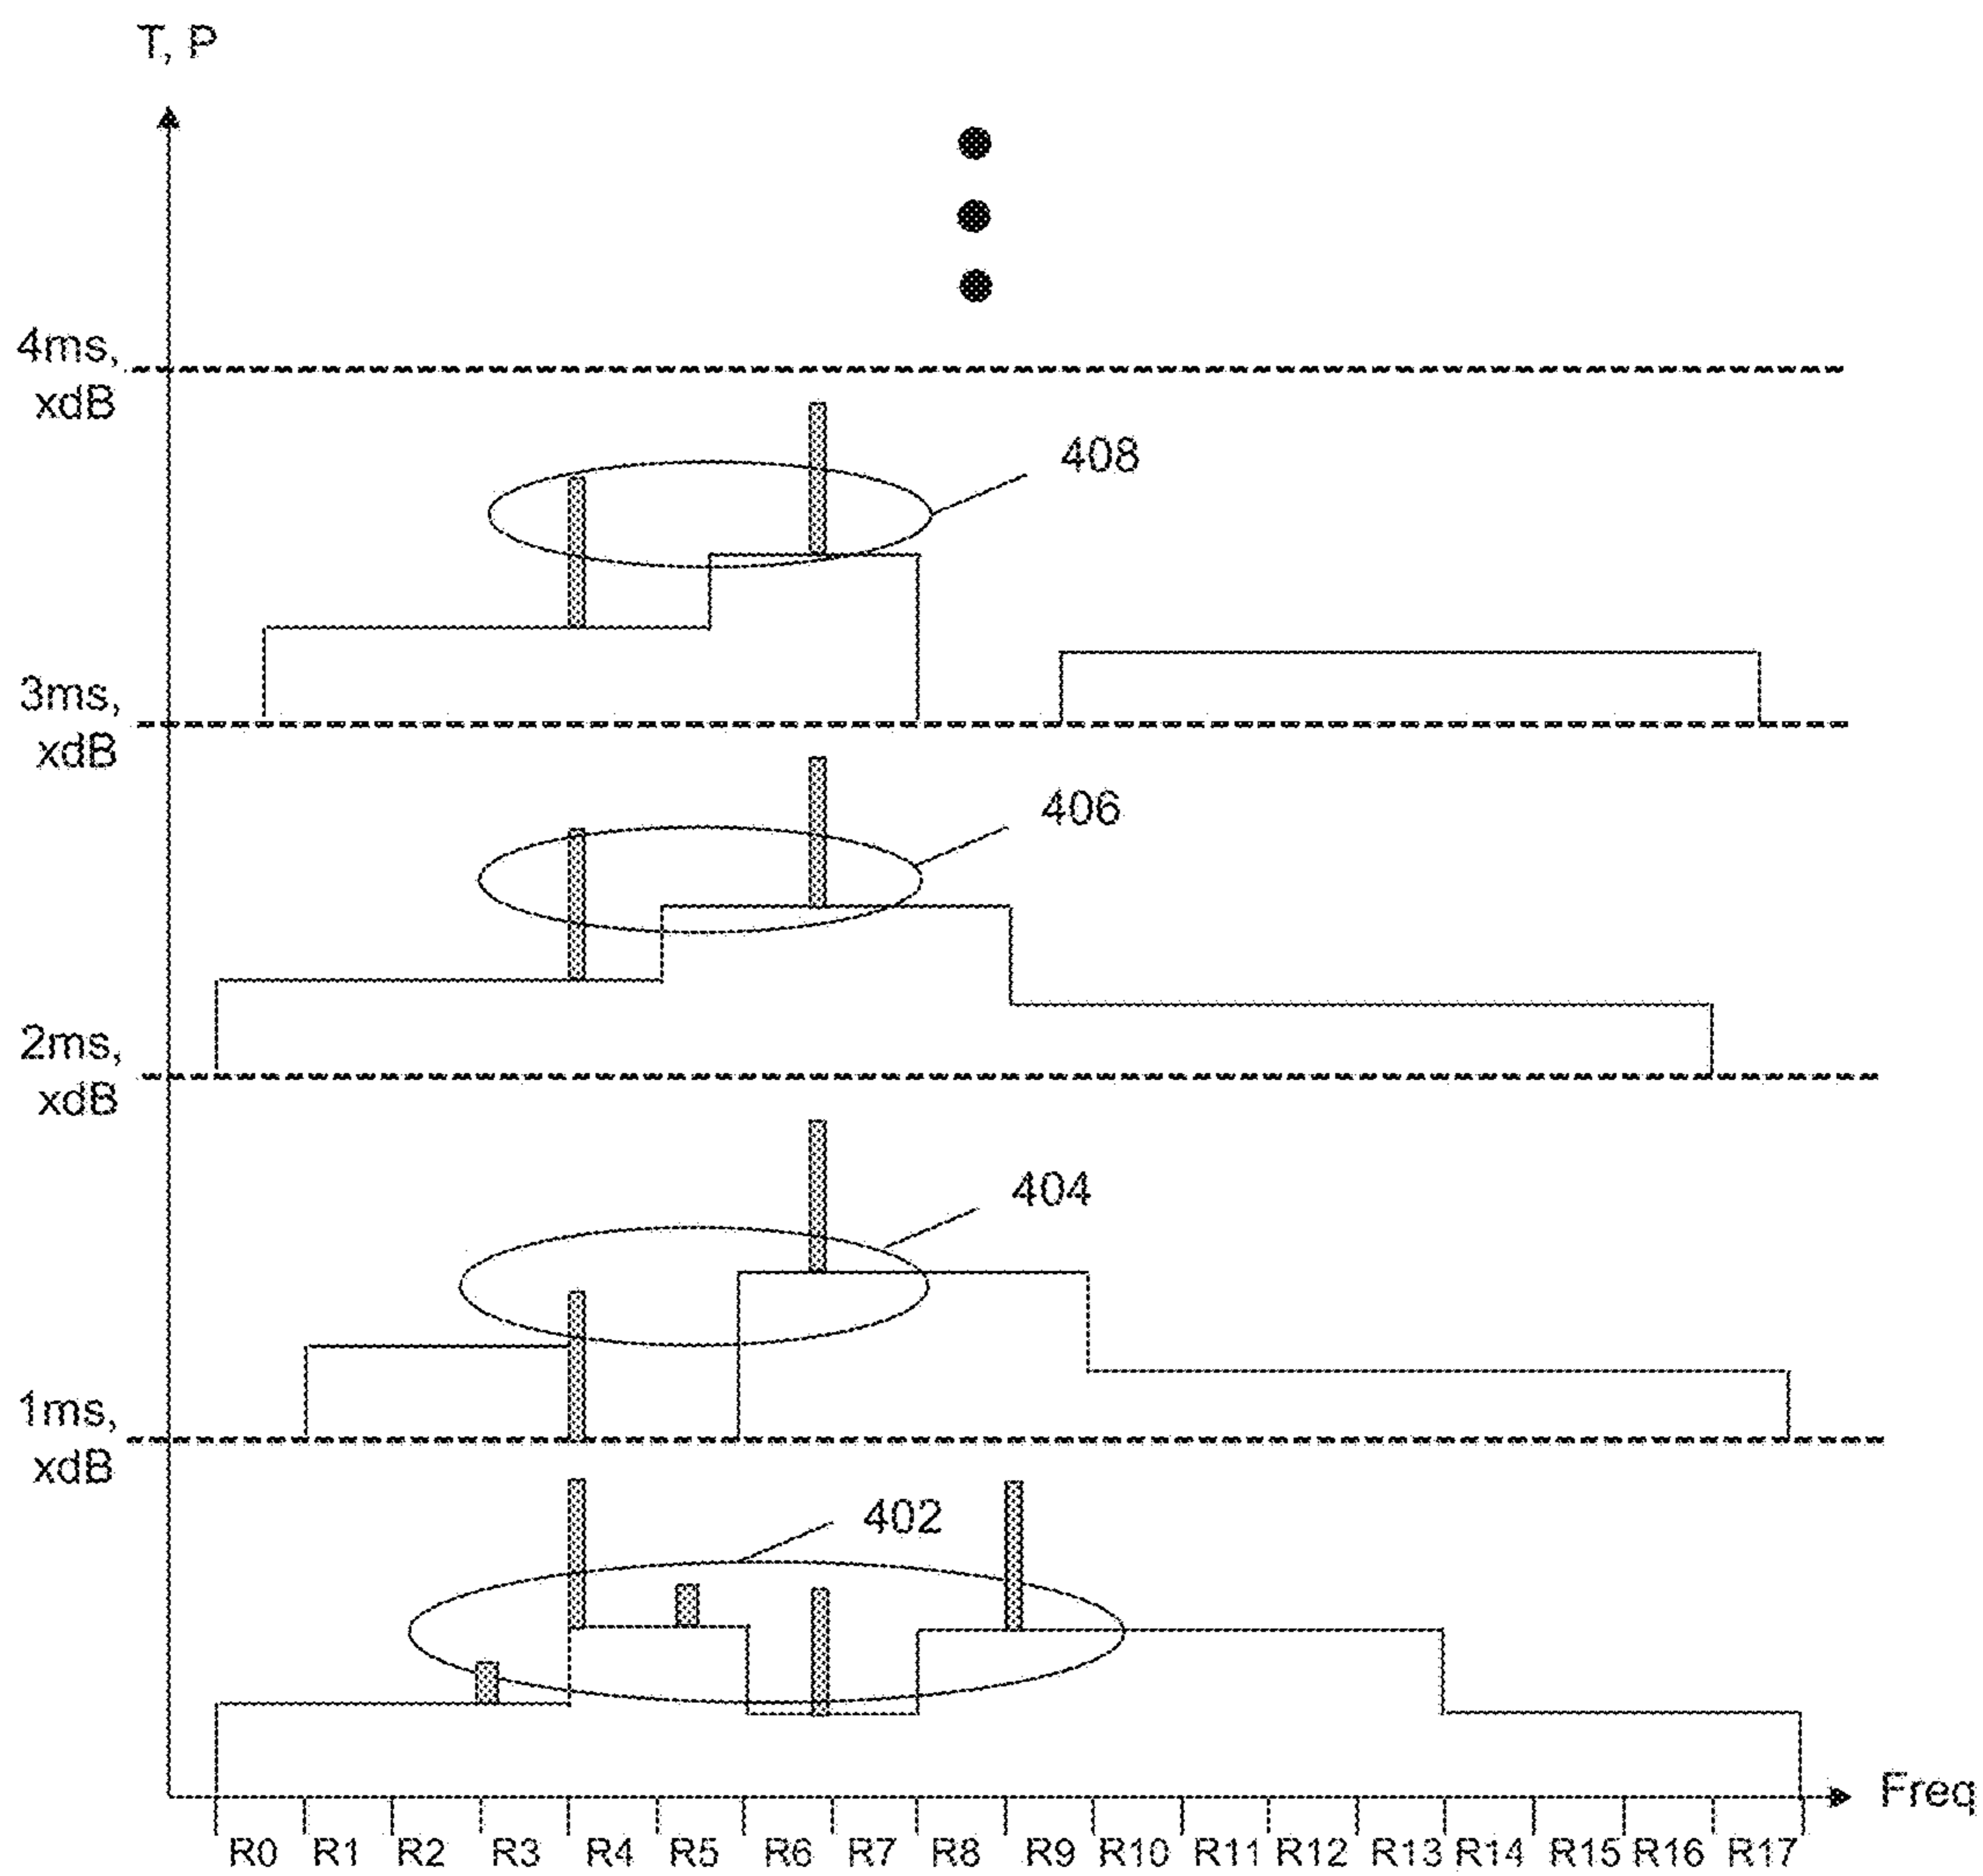 T, P
4ms,
xdB
408
3ms,
xdB
406
2ms,
xdB
404
1ms,
xdB
402
Freq
R0 R1 R2 R3 R4 R5 R6 R7 R8 R9 R10 R11 R12 R13 R14 R15 R16 R17